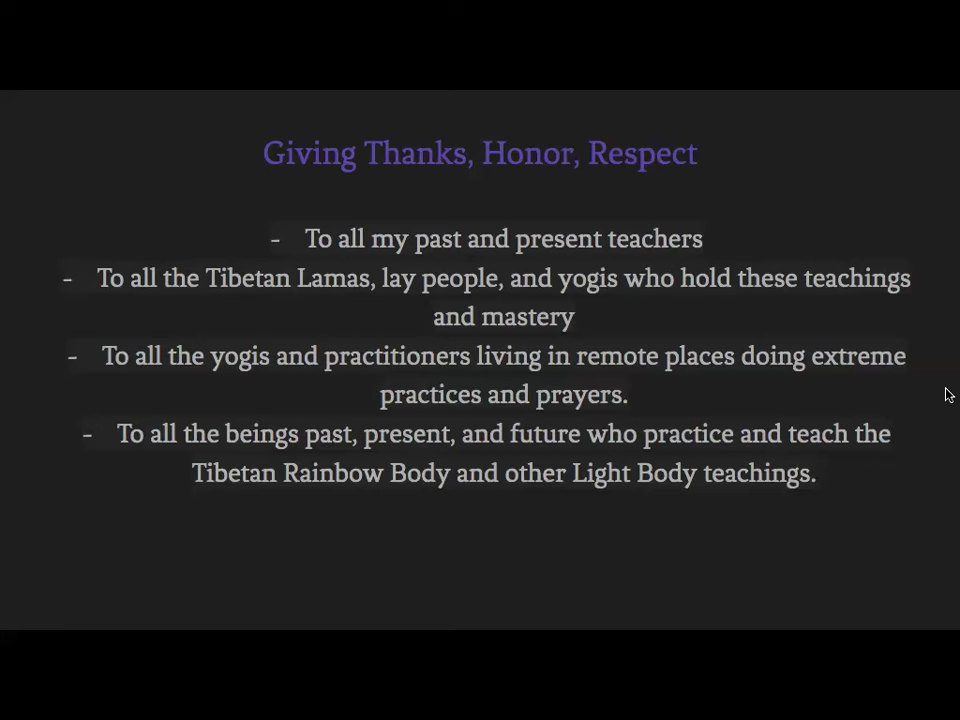 Giving Thanks, Honor, Respect
- To all my past and present teachers
- To all the Tibetan Lamas, lay people, and yogis who hold these teachings
and mastery
- To all the yogis and practitioners living in remote places doing extreme
practices and prayers.
- To all the beings past, present, and future who practice and teach the
Tibetan Rainbow Body and other Light Body teachings.